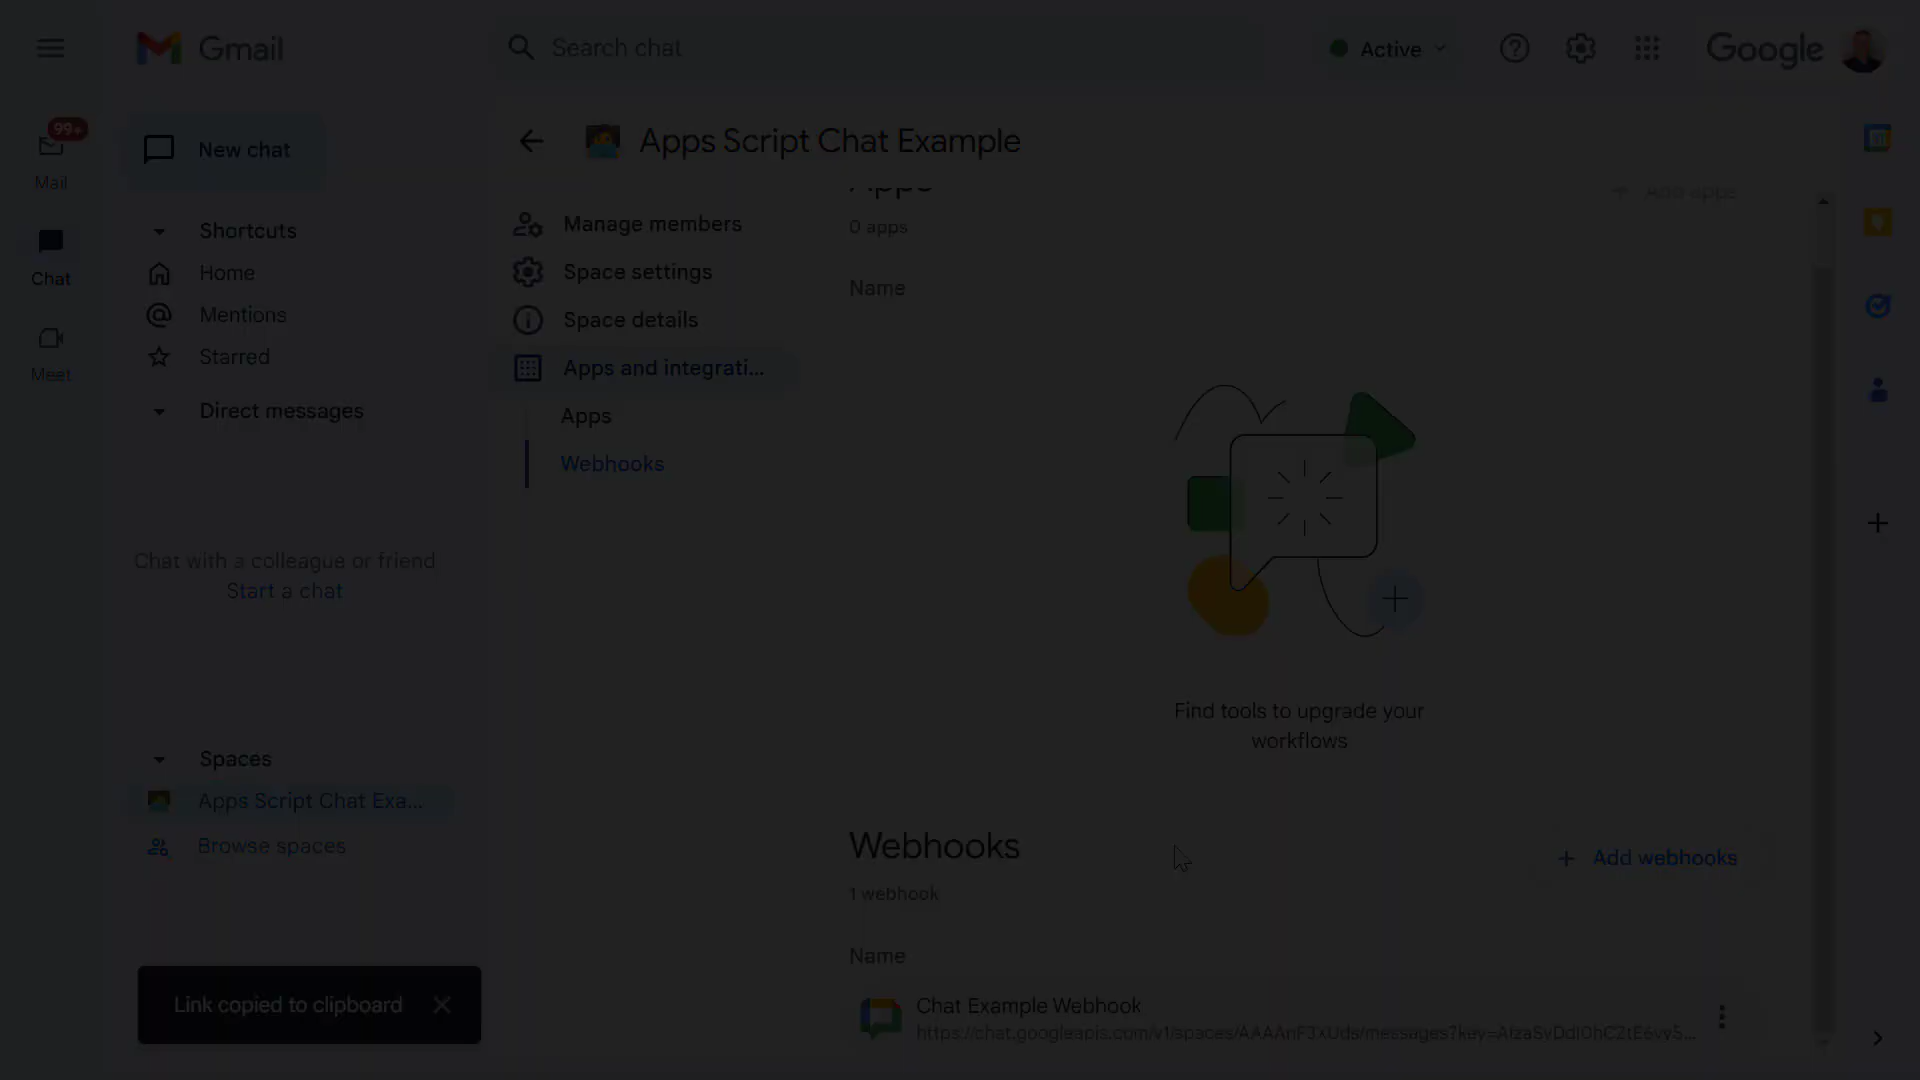 Gmail
Search chat
Active
Google
99+
Mail
Chat
Meet
New chat
Shortcuts
Home
Mentions
Starred
Direct messages
Chat with a colleague or friend
Start a chat
Spaces
Apps Script Chat Exa...
Browse spaces
Link copied to clipboard
Apps Script Chat Example
Manage members
Space settings
Space details
Apps and integrati...
Apps
Webhooks
Apps
Add apps
0 apps
Name
Find tools to upgrade your
workflows
Webhooks
Add webhooks
1 webhook
Name
Chat Example Webhook